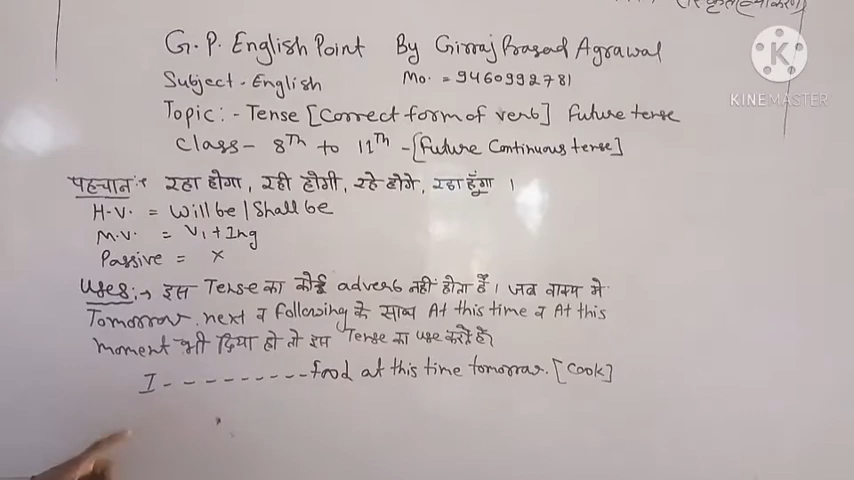 (संस्कृत व्याकरण)
G. P. English Point By Girraj Prasad Agrawal
Subject - English Mo. = 9460992781
KINEMASTER
Topic:- Tense [Correct form of verb] Future tense
Class- 8Th to 11Th - [Future Continuous tense]
पहचान:- रहा होगा, रही होगी, रहे होंगे, रहा हूँगा ।
H.V. = Will be | Shall be
M.V. = V1 + Ing
Passive = X
Uses:→ इस Tense का कोई adverb नहीं होता हैं। जब वाक्य मे
Tomorrow. next व following के साथ At this time व At this
moment भी दिया हो तो इस Tense का use करते हैं
I - - - - - - - - - food at this time tomorrow. [Cook]